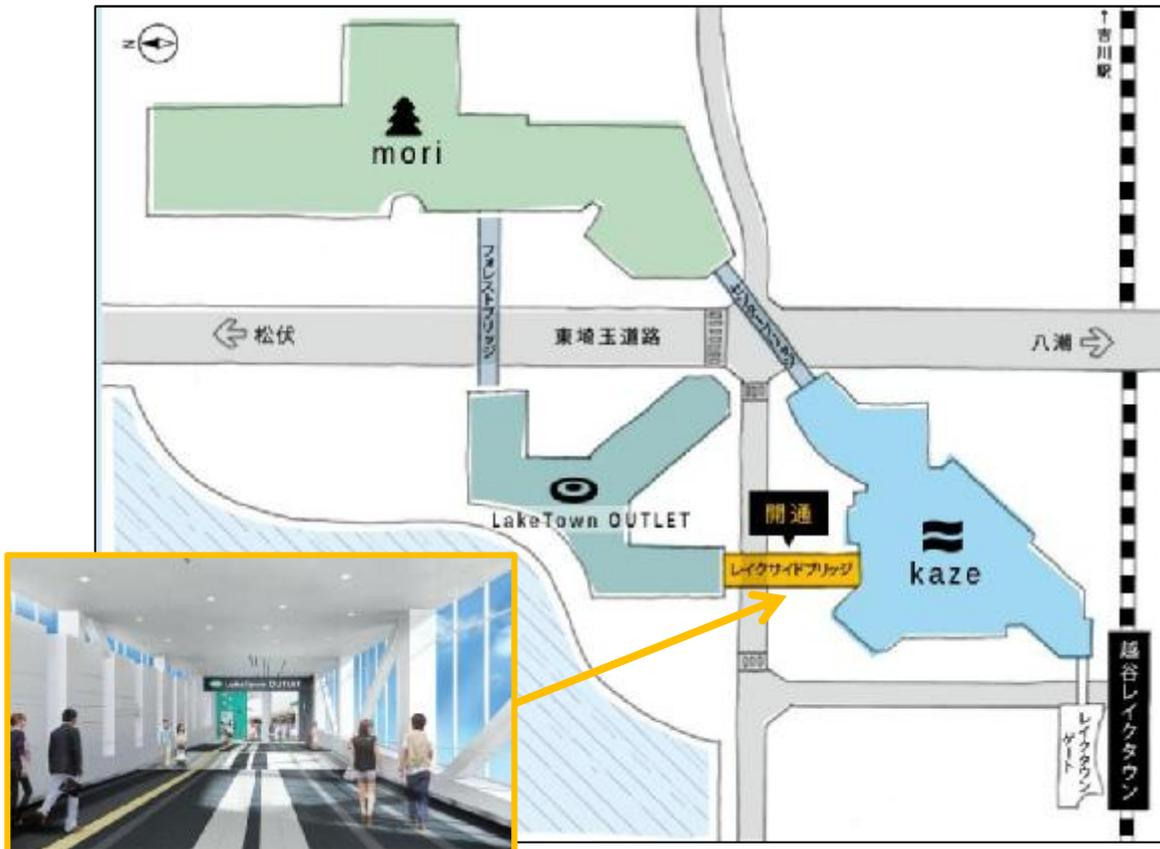 N
↑吉川駅
mori
フォレストブリッジ
松伏
東埼玉道路
八潮
LakeTown OUTLET
開通
レイクサイドブリッジ
kaze
LakeTown OUTLET
越谷レイクタウン
レイクタウン
ゲート